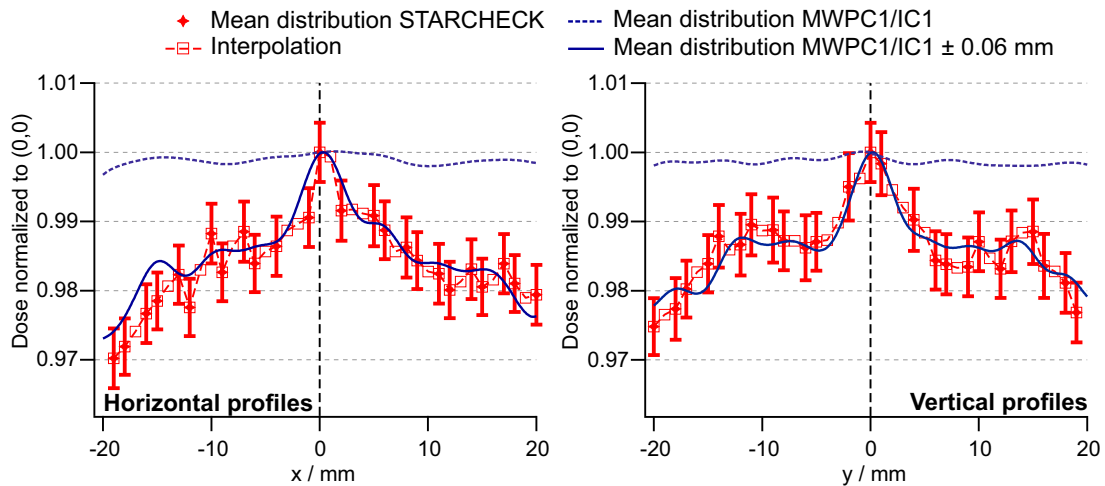 Mean distribution STARCHECK
Interpolation
Mean distribution MWPC1/IC1
Mean distribution MWPC1/IC1 ± 0.06 mm
Dose normalized to (0,0)
1.01
1.00
0.99
0.98
0.97
Horizontal profiles
-20
-10
0
10
20
x / mm
Dose normalized to (0,0)
1.01
1.00
0.99
0.98
0.97
Vertical profiles
-20
-10
0
10
20
y / mm